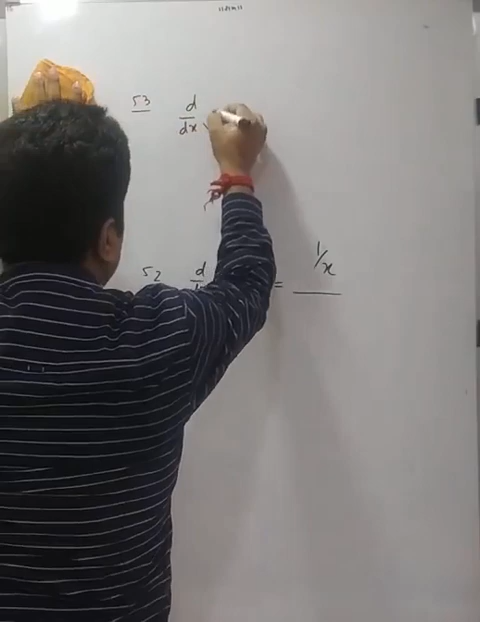 53 d/dx
52 d = 1/x